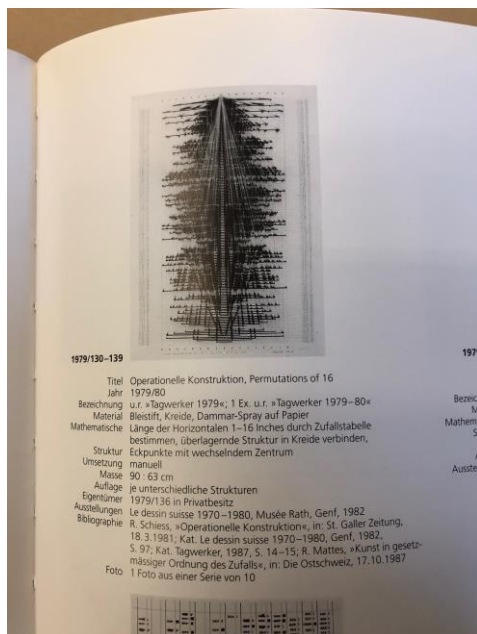 1979/130–139
Titel Operationelle Konstruktion, Permutations of 16
Jahr 1979/80
Bezeichnung u.r. »Tagwerker 1979«; 1 Ex. u.r. »Tagwerker 1979–80«
Material Bleistift, Kreide, Dammar-Spray auf Papier
Mathematische Länge der Horizontalen 1–16 Inches durch Zufallstabelle
bestimmen, überlagernde Struktur in Kreide verbinden,
Struktur Eckpunkte mit wechselndem Zentrum
Umsetzung manuell
Masse 90 : 63 cm
Auflage je unterschiedliche Strukturen
Eigentümer 1979/136 in Privatbesitz
Ausstellungen Le dessin suisse 1970–1980, Musée Rath, Genf, 1982
Bibliographie R. Schiess, »Operationelle Konstruktion«, in: St. Galler Zeitung,
18.3.1981; Kat. Le dessin suisse 1970–1980, Genf, 1982,
S. 97; Kat. Tagwerker, 1987, S. 14–15; R. Mattes, »Kunst in gesetz-
mässiger Ordnung des Zufalls«, in: Die Ostschweiz, 17.10.1987
Foto 1 Foto aus einer Serie von 10
197
Bezeic
M
Mathem
S
Ausste